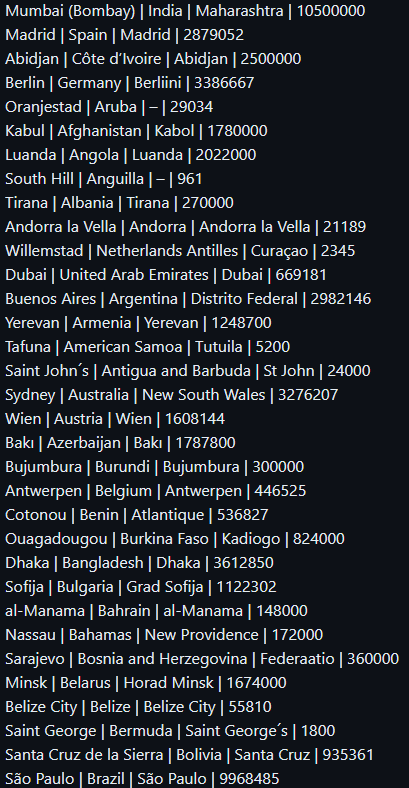 Mumbai (Bombay) | India | Maharashtra | 10500000
Madrid | Spain | Madrid | 2879052
Abidjan | Côte d’Ivoire | Abidjan | 2500000
Berlin | Germany | Berliini | 3386667
Oranjestad | Aruba | – | 29034
Kabul | Afghanistan | Kabol | 1780000
Luanda | Angola | Luanda | 2022000
South Hill | Anguilla | – | 961
Tirana | Albania | Tirana | 270000
Andorra la Vella | Andorra | Andorra la Vella | 21189
Willemstad | Netherlands Antilles | Curaçao | 2345
Dubai | United Arab Emirates | Dubai | 669181
Buenos Aires | Argentina | Distrito Federal | 2982146
Yerevan | Armenia | Yerevan | 1248700
Tafuna | American Samoa | Tutuila | 5200
Saint John´s | Antigua and Barbuda | St John | 24000
Sydney | Australia | New South Wales | 3276207
Wien | Austria | Wien | 1608144
Bakı | Azerbaijan | Bakı | 1787800
Bujumbura | Burundi | Bujumbura | 300000
Antwerpen | Belgium | Antwerpen | 446525
Cotonou | Benin | Atlantique | 536827
Ouagadougou | Burkina Faso | Kadiogo | 824000
Dhaka | Bangladesh | Dhaka | 3612850
Sofija | Bulgaria | Grad Sofija | 1122302
al-Manama | Bahrain | al-Manama | 148000
Nassau | Bahamas | New Providence | 172000
Sarajevo | Bosnia and Herzegovina | Federaatio | 360000
Minsk | Belarus | Horad Minsk | 1674000
Belize City | Belize | Belize City | 55810
Saint George | Bermuda | Saint George´s | 1800
Santa Cruz de la Sierra | Bolivia | Santa Cruz | 935361
São Paulo | Brazil | São Paulo | 9968485